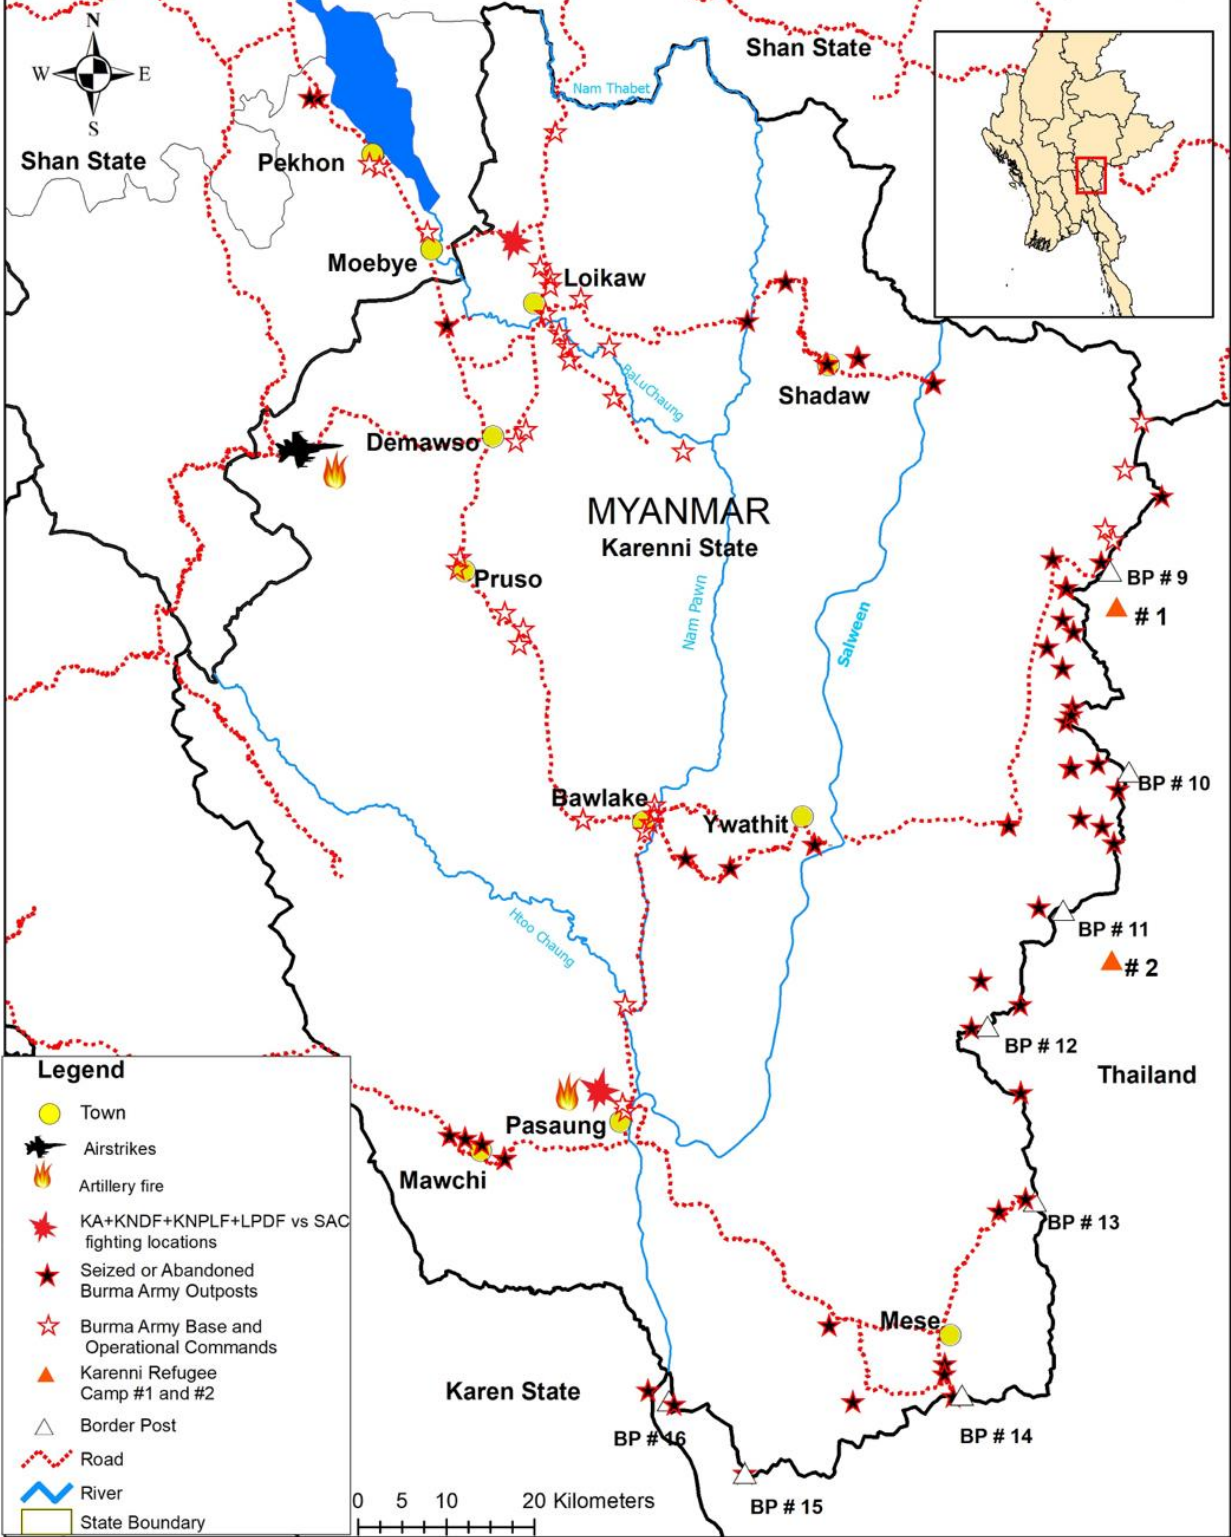 N
W
E
S
Shan State
Nam Thabet
Shan State
Pekhon
Moebye
Loikaw
BaLuChaung
Shadaw
Demawso
MYANMAR
Karenni State
Pruso
BP # 9
# 1
Nam Pawn
Salween
BP # 10
Bawlake
Ywathit
Htoo Chaung
BP # 11
# 2
BP # 12
Thailand
Pasaung
Mawchi
BP # 13
Mese
Karen State
BP # 16
BP # 14
BP # 15
Legend
Town
Airstrikes
Artillery fire
KA+KNDF+KNPLF+LPDF vs SAC
fighting locations
Seized or Abandoned
Burma Army Outposts
Burma Army Base and
Operational Commands
Karenni Refugee
Camp #1 and #2
Border Post
Road
River
State Boundary
0 5 10 20 Kilometers